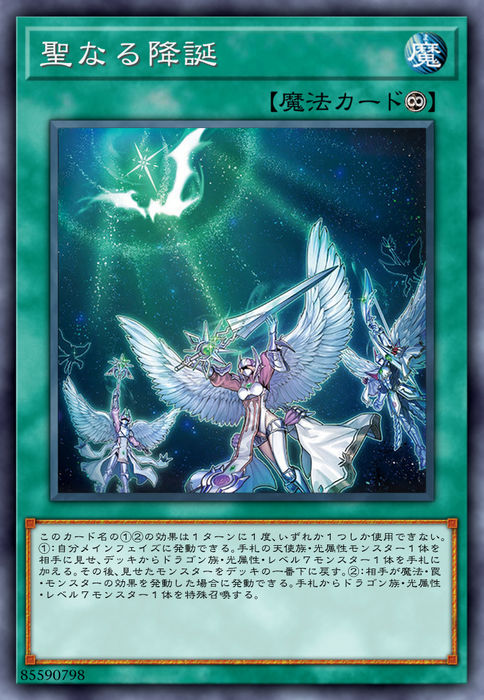 聖なる降誕
魔
【魔法カード♾】
このカード名の①②の効果は1ターンに1度、いずれか1つしか使用できない。
①:自分メインフェイズに発動できる。手札の天使族・光属性モンスター1体を
相手に見せ、デッキからドラゴン族・光属性・レベル7モンスター1体を手札に
加える。その後、見せたモンスターをデッキの一番下に戻す。②:相手が魔法・罠
・モンスターの効果を発動した場合に発動できる。手札からドラゴン族・光属性
・レベル7モンスター1体を特殊召喚する。
85590798